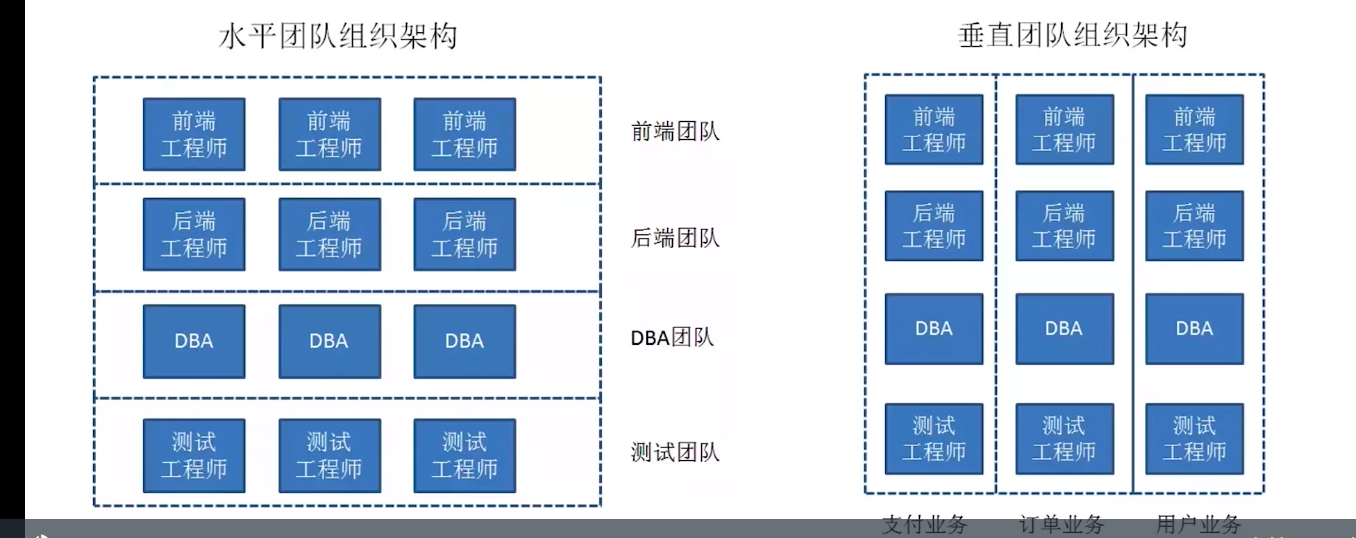 水平团队组织架构
垂直团队组织架构
前端
工程师
前端
工程师
前端
工程师
前端团队
后端
工程师
后端
工程师
后端
工程师
后端团队
DBA
DBA
DBA
DBA团队
测试
工程师
测试
工程师
测试
工程师
测试团队
前端
工程师
前端
工程师
前端
工程师
后端
工程师
后端
工程师
后端
工程师
DBA
DBA
DBA
测试
工程师
测试
工程师
测试
工程师
支付业务
订单业务
用户业务